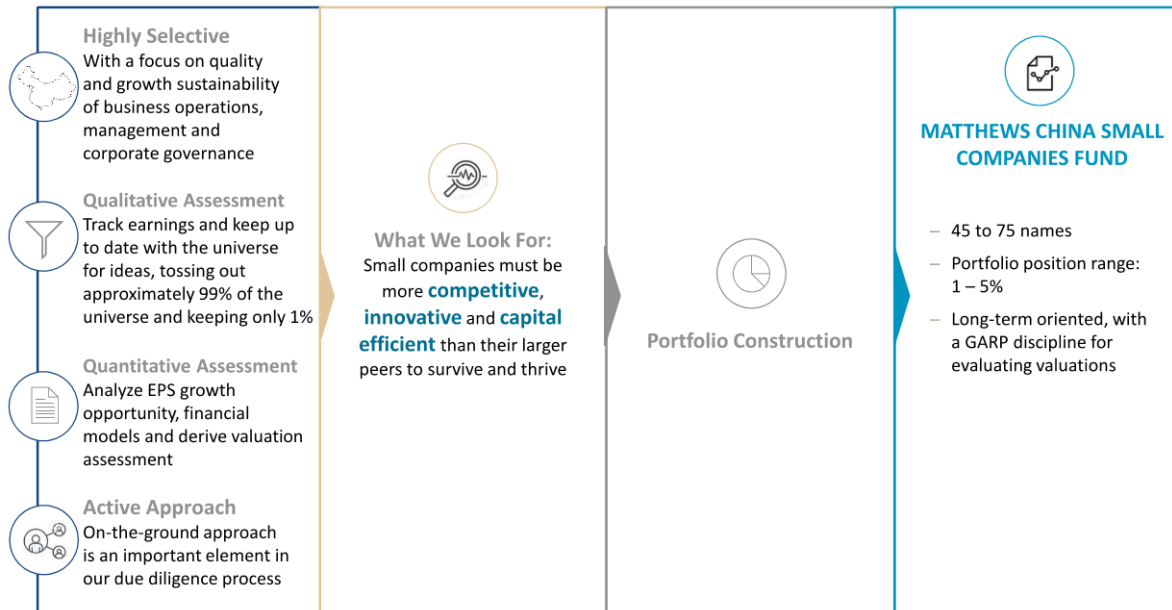 Highly Selective
With a focus on quality
and growth sustainability
of business operations,
management and
corporate governance
Qualitative Assessment
Track earnings and keep up
to date with the universe
for ideas, tossing out
approximately 99% of the
universe and keeping only 1%
Quantitative Assessment
Analyze EPS growth
opportunity, financial
models and derive valuation
assessment
Active Approach
On-the-ground approach
is an important element in
our due diligence process
What We Look For:
Small companies must be
more competitive,
innovative and capital
efficient than their larger
peers to survive and thrive
Portfolio Construction
MATTHEWS CHINA SMALL
COMPANIES FUND
– 45 to 75 names
– Portfolio position range:
1 – 5%
– Long-term oriented, with
a GARP discipline for
evaluating valuations